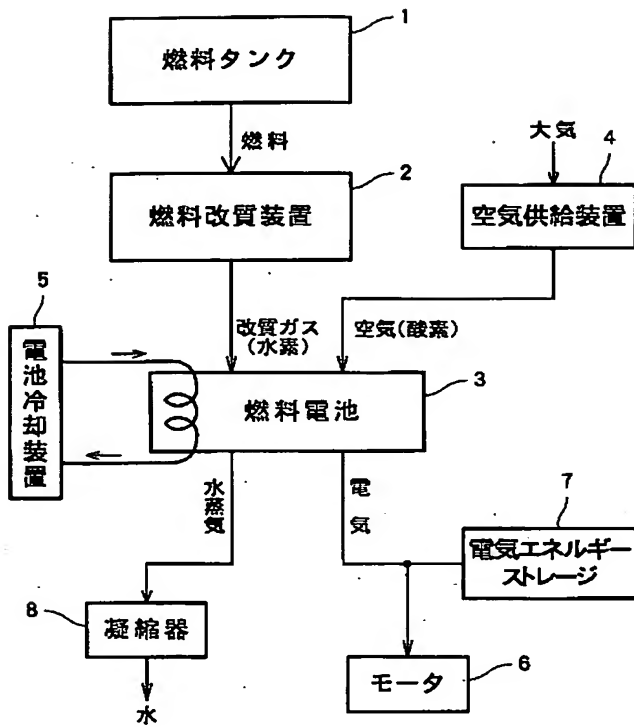 1
燃料タンク
燃料
大気
4
2
燃料改質装置
空気供給装置
5
改質ガス
(水素)
空気(酸素)
電池冷却装置
3
燃料電池
水蒸気
電気
7
電気エネルギー
ストレージ
8
凝縮器
6
モータ
水